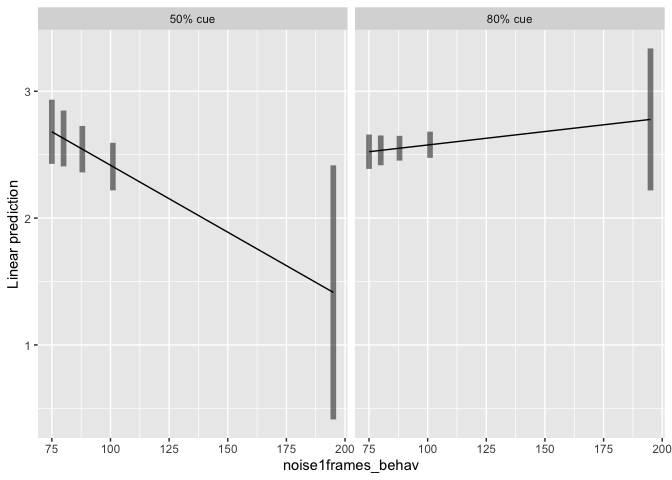 50% cue
80% cue
Linear prediction
3
2
1
75 100 125 150 175 200
75 100 125 150 175 200
noise1frames_behav